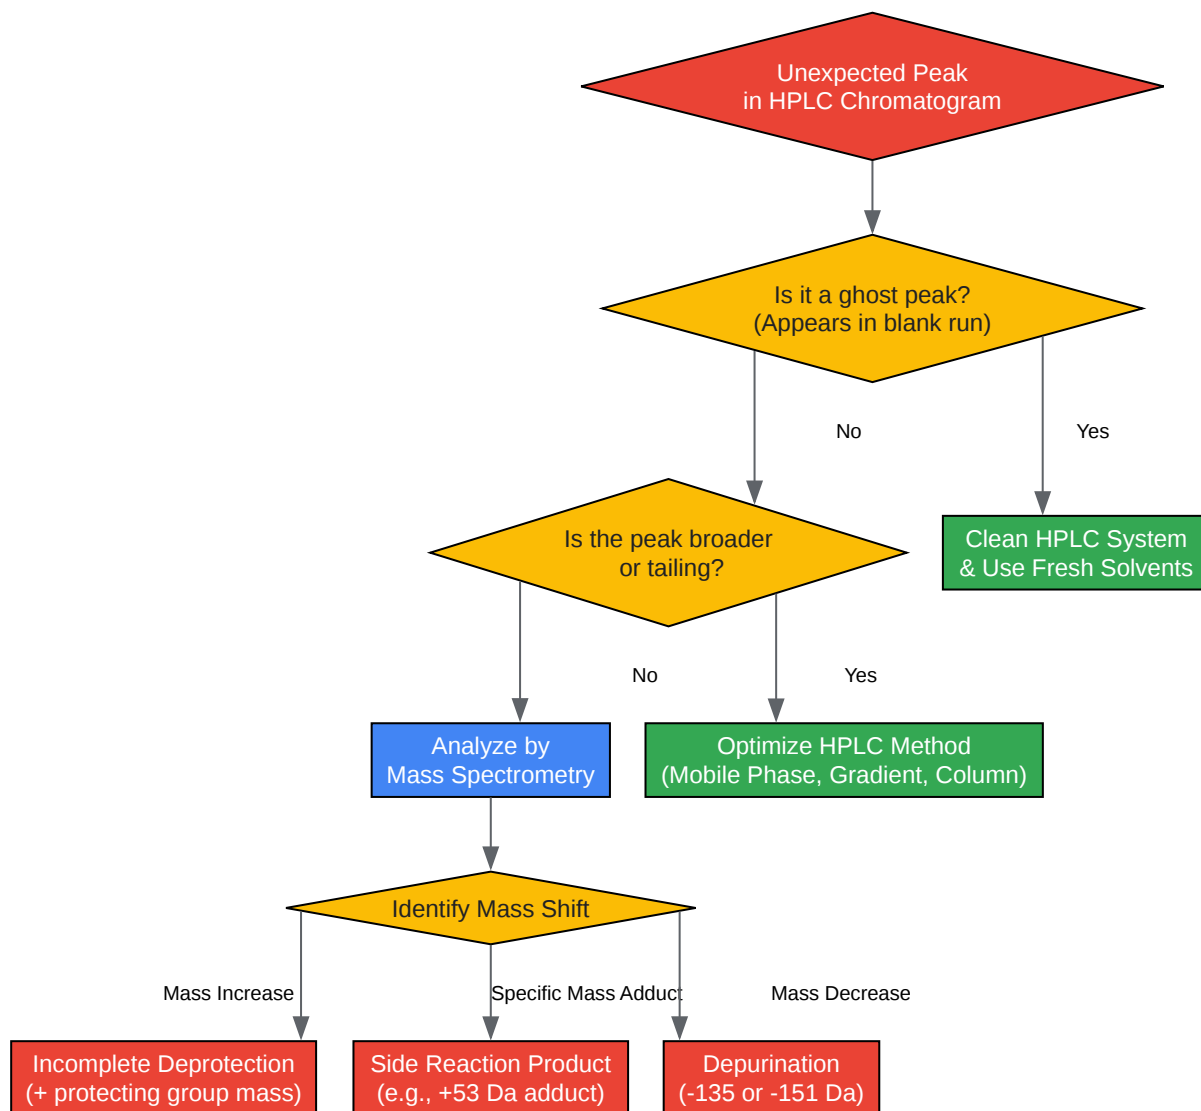 Unexpected Peak
in HPLC Chromatogram
Is it a ghost peak?
(Appears in blank run)
No
Yes
Is the peak broader
or tailing?
Clean HPLC System
& Use Fresh Solvents
No
Yes
Analyze by
Mass Spectrometry
Optimize HPLC Method
(Mobile Phase, Gradient, Column)
Identify Mass Shift
Mass Increase
Specific Mass Adduct
Mass Decrease
Incomplete Deprotection
(+ protecting group mass)
Side Reaction Product
(e.g., +53 Da adduct)
Depurination
(-135 or -151 Da)